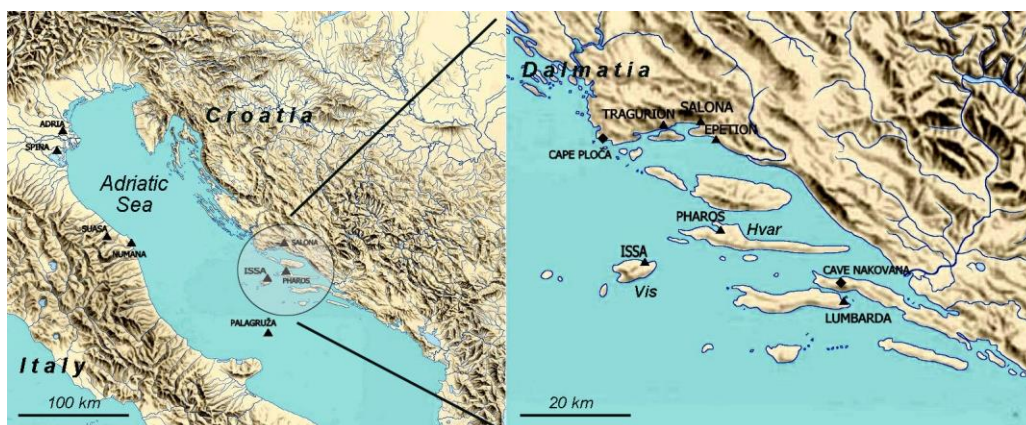 Croatia
ADRIA
SPINA
Adriatic
Sea
SUASA
NUMANA
SALONA
ISSA
PHAROS
PALAGRUŽA
Italy
100 km
Dalmatia
TRAGURION
SALONA
EPETION
CAPE PLOČA
PHAROS
Hvar
ISSA
Vis
CAVE NAKOVANA
LUMBARDA
20 km